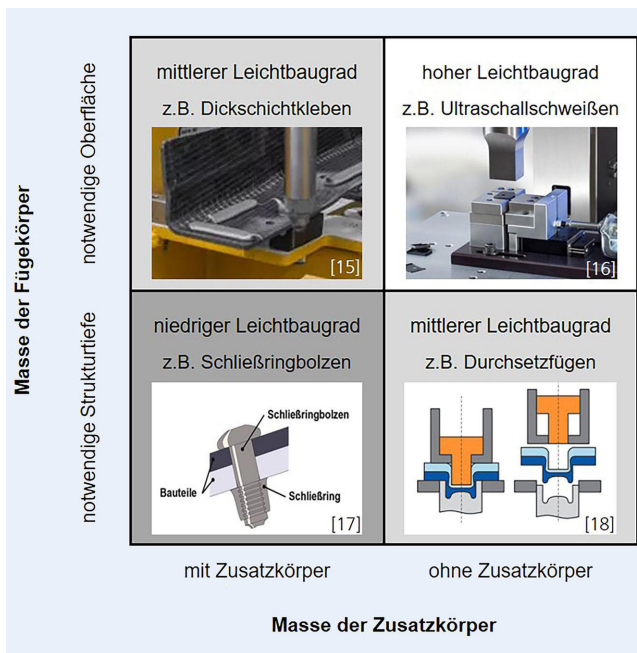 Masse der Fügekörper
notwendige Oberfläche
notwendige Strukturtiefe
mittlerer Leichtbaugrad
z.B. Dickschichtkleben
[15]
hoher Leichtbaugrad
z.B. Ultraschallschweißen
[16]
niedriger Leichtbaugrad
z.B. Schließringbolzen
Schließringbolzen
Bauteile
Schließring
[17]
mittlerer Leichtbaugrad
z.B. Durchsetzfügen
[18]
mit Zusatzkörper
ohne Zusatzkörper
Masse der Zusatzkörper